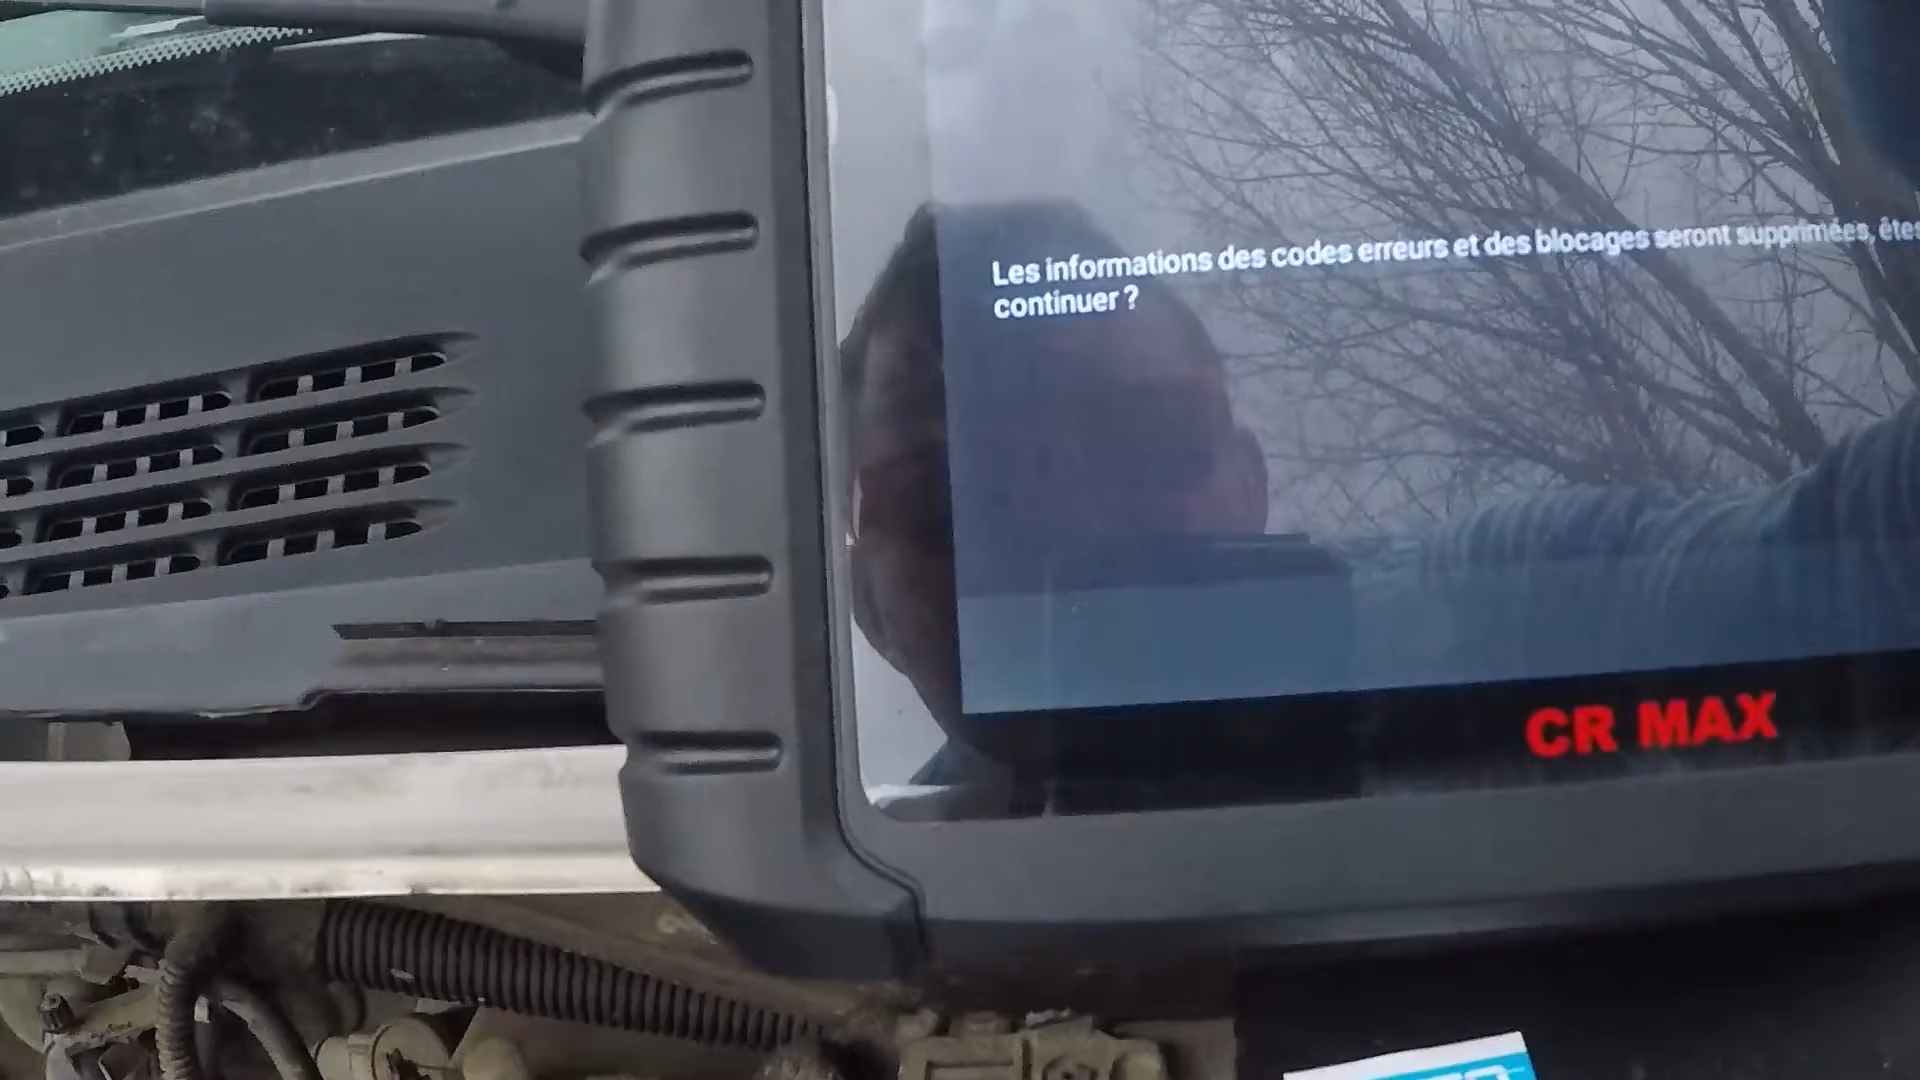 Les informations des codes erreurs et des blocages seront supprimées, êtes
continuer ?
CR MAX